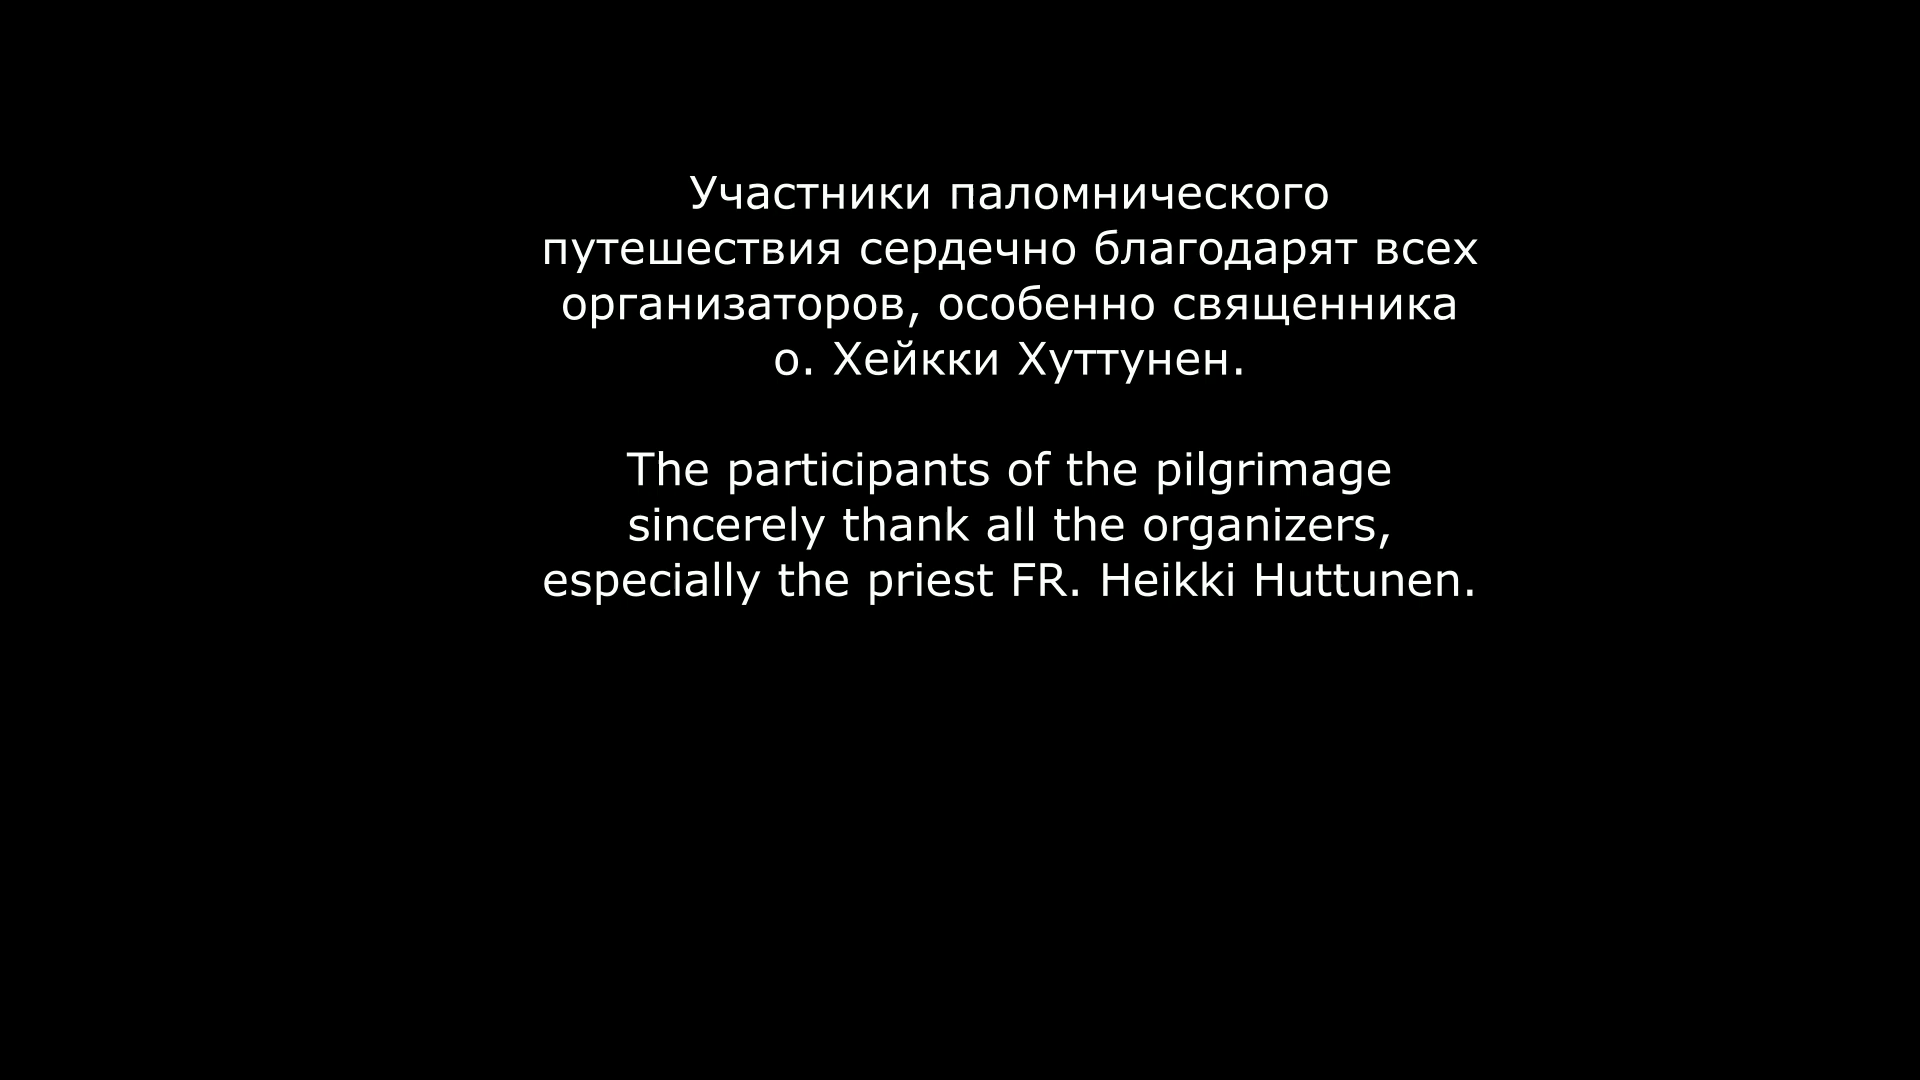 Участники паломнического
путешествия сердечно благодарят всех
организаторов, особенно священника
о. Хейкки Хуттунен.
The participants of the pilgrimage
sincerely thank all the organizers,
especially the priest FR. Heikki Huttunen.